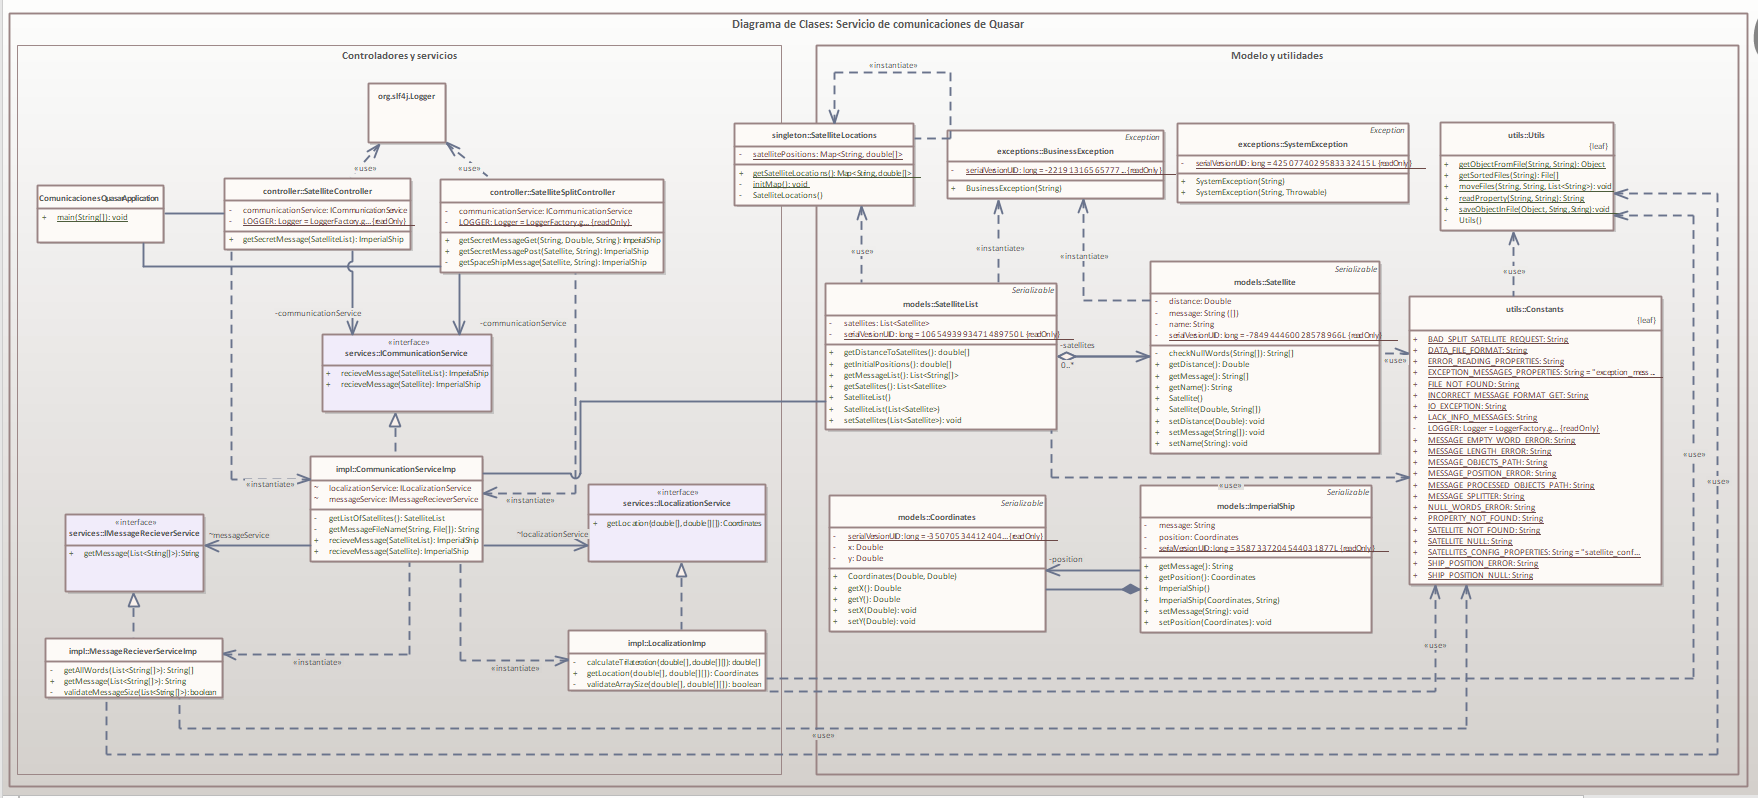 Diagrama de Clases: Servicio de comunicaciones de Quasar
Controladores y servicios
org.slf4j.Logger
«use»
«use»
ComunicacionesQuasarApplication
+ main(String[]): void
controller::SatelliteController
- communicationService: ICommunicationService
- LOGGER: Logger = LoggerFactory.g... {readOnly}
+ getSecretMessage(SatelliteList): ImperialShip
controller::SatelliteSplitController
- communicationService: ICommunicationService
- LOGGER: Logger = LoggerFactory.g... {readOnly}
+ getSecretMessageGet(String, Double, String): ImperialShip
+ getSecretMessagePost(Satellite, String): ImperialShip
- getSpaceShipMessage(Satellite, String): ImperialShip
-communicationService
-communicationService
«interface»
services::ICommunicationService
+ recieveMessage(SatelliteList): ImperialShip
+ recieveMessage(Satellite): ImperialShip
impl::CommunicationServiceImp
~ localizationService: ILocalizationService
~ messageService: IMessageRecieverService
- getListOfSatellites(): SatelliteList
- getMessageFileName(String, File[]): String
+ recieveMessage(SatelliteList): ImperialShip
+ recieveMessage(Satellite): ImperialShip
«instantiate»
«instantiate»
«interface»
services::ILocalizationService
+ getLocation(double[], double[][]): Coordinates
~localizationService
~messageService
«interface»
services::IMessageRecieverService
+ getMessage(List<String[]>): String
impl::MessageRecieverServiceImp
- getAllWords(List<String[]>): String[]
+ getMessage(List<String[]>): String
- validateMessageSize(List<String[]>): boolean
«instantiate»
«instantiate»
impl::LocalizationImp
- calculateTrilateration(double[], double[][]): double[]
+ getLocation(double[], double[][]): Coordinates
- validateArraySize(double[], double[][]): boolean
Modelo y utilidades
«instantiate»
singleton::SatelliteLocations
- satellitePositions: Map<String, double[]>
+ getSatelliteLocations(): Map<String, double[]>
- initMap(): void
- SatelliteLocations()
Exception
exceptions::BusinessException
- serialVersionUID: long = -22191316565777... {readOnly}
+ BusinessException(String)
Exception
exceptions::SystemException
- serialVersionUID: long = 4250774029583332415L {readOnly}
+ SystemException(String)
+ SystemException(String, Throwable)
utils::Utils
{leaf}
+ getObjectFromFile(String, String): Object
+ getSortedFiles(String): File[]
+ moveFiles(String, String, List<String>): void
+ readProperty(String, String): String
+ saveObjectInFile(Object, String, String): void
- Utils()
«use»
«instantiate»
«instantiate»
«use»
Serializable
models::SatelliteList
- satellites: List<Satellite>
- serialVersionUID: long = 1065493993471489750L {readOnly}
+ getDistanceToSatellites(): double[]
+ getInitialPositions(): double[]
+ getMessageList(): List<String[]>
+ getSatellites(): List<Satellite>
+ SatelliteList()
+ SatelliteList(List<Satellite>)
+ setSatellites(List<Satellite>): void
-satellites
0..*
Serializable
models::Satellite
- distance: Double
- message: String ([])
- name: String
- serialVersionUID: long = -784944460028578966L {readOnly}
- checkNullWords(String[]): String[]
+ getDistance(): Double
+ getMessage(): String[]
+ getName(): String
+ Satellite()
+ Satellite(Double, String[])
+ setDistance(Double): void
+ setMessage(String[]): void
+ setName(String): void
«use»
utils::Constants
{leaf}
+ BAD_SPLIT_SATELLITE_REQUEST: String
+ DATA_FILE_FORMAT: String
+ ERROR_READING_PROPERTIES: String
+ EXCEPTION_MESSAGES_PROPERTIES: String = "exception_mess...
+ FILE_NOT_FOUND: String
+ INCORRECT_MESSAGE_FORMAT_GET: String
+ IO_EXCEPTION: String
+ LACK_INFO_MESSAGES: String
- LOGGER: Logger = LoggerFactory.g... {readOnly}
+ MESSAGE_EMPTY_WORD_ERROR: String
+ MESSAGE_LENGTH_ERROR: String
+ MESSAGE_OBJECTS_PATH: String
+ MESSAGE_POSITION_ERROR: String
+ MESSAGE_PROCESSED_OBJECTS_PATH: String
+ MESSAGE_SPLITTER: String
+ NULL_WORDS_ERROR: String
+ PROPERTY_NOT_FOUND: String
+ SATELLITE_NOT_FOUND: String
+ SATELLITE_NULL: String
+ SATELLITES_CONFIG_PROPERTIES: String = "satellite_conf...
+ SHIP_POSITION_ERROR: String
+ SHIP_POSITION_NULL: String
«use»
Serializable
models::Coordinates
- serialVersionUID: long = -35070534412404... {readOnly}
- x: Double
- y: Double
+ Coordinates(Double, Double)
+ getX(): Double
+ getY(): Double
+ setX(Double): void
+ setY(Double): void
-position
Serializable
models::ImperialShip
- message: String
- position: Coordinates
- serialVersionUID: long = 3587337204544031877L {readOnly}
+ getMessage(): String
+ getPosition(): Coordinates
+ ImperialShip()
+ ImperialShip(Coordinates, String)
+ setMessage(String): void
+ setPosition(Coordinates): void
«use»
«use»
«use»
«use»